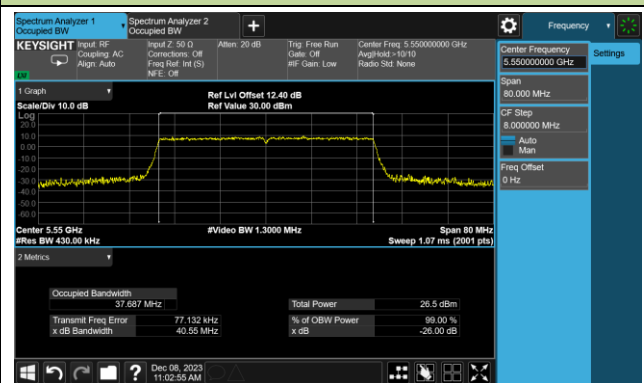 Spectrum Analyzer 1
Occupied BW
Spectrum Analyzer 2
Occupied BW
Frequency
KEYSIGHT
Input: RF
Coupling: AC
Align: Auto
Input Z: 50 Ω
Corrections: Off
Freq Ref: Int (S)
NFE: Off
Atten: 20 dB
Trig: Free Run
Gate: Off
#IF Gain: Low
Center Freq: 5.550000000 GHz
Avg|Hold:>10/10
Radio Std: None
LXI
1 Graph
Scale/Div 10.0 dB
Ref Lvl Offset 12.40 dB
Ref Value 30.00 dBm
Log
20.0
10.0
0.00
-10.0
-20.0
-30.0
-40.0
-50.0
-60.0
Center 5.55 GHz
#Res BW 430.00 kHz
#Video BW 1.3000 MHz
Span 80 MHz
Sweep 1.07 ms (2001 pts)
2 Metrics
Occupied Bandwidth
37.687 MHz
Transmit Freq Error 77.132 kHz
x dB Bandwidth 40.55 MHz
Total Power 26.5 dBm
% of OBW Power 99.00 %
x dB -26.00 dB
Dec 08, 2023
11:02:55 AM
Center Frequency
5.550000000 GHz
Settings
Span
80.000 MHz
CF Step
8.000000 MHz
Auto
Man
Freq Offset
0 Hz